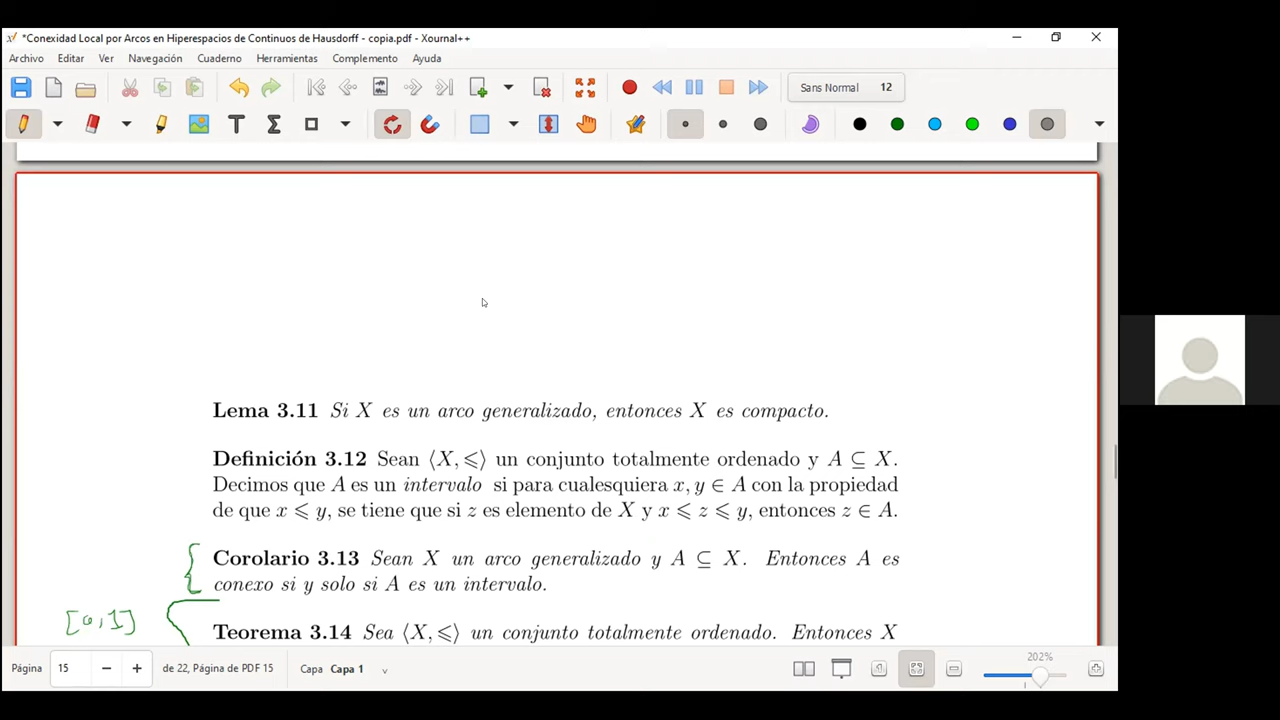 *Conexidad Local por Arcos en Hiperespacios de Continuos de Hausdorff - copia.pdf - Xournal++
Archivo Editar Ver Navegación Cuaderno Herramientas Complemento Ayuda
Sans Normal 12
Lema 3.11 Si X es un arco generalizado, entonces X es compacto.
Definición 3.12 Sean ⟨X, ⩽⟩ un conjunto totalmente ordenado y A ⊆ X.
Decimos que A es un intervalo si para cualesquiera x, y ∈ A con la propiedad
de que x ⩽ y, se tiene que si z es elemento de X y x ⩽ z ⩽ y, entonces z ∈ A.
Corolario 3.13 Sean X un arco generalizado y A ⊆ X. Entonces A es
conexo si y solo si A es un intervalo.
[0,1]
Teorema 3.14 Sea ⟨X, ⩽⟩ un conjunto totalmente ordenado. Entonces X
Página 15 de 22, Página de PDF 15 Capa Capa 1 202%